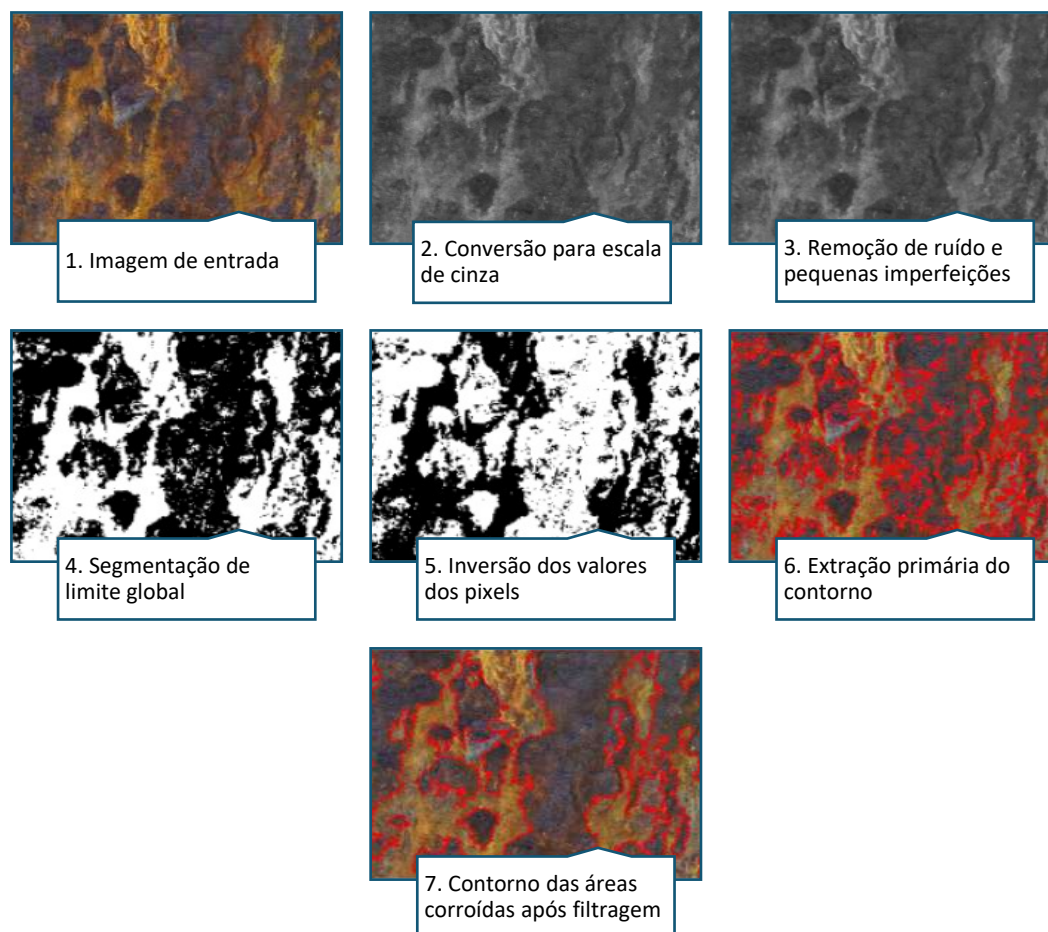 1. Imagem de entrada
2. Conversão para escala
de cinza
3. Remoção de ruído e
pequenas imperfeições
4. Segmentação de
limite global
5. Inversão dos valores
dos pixels
6. Extração primária do
contorno
7. Contorno das áreas
corroídas após filtragem